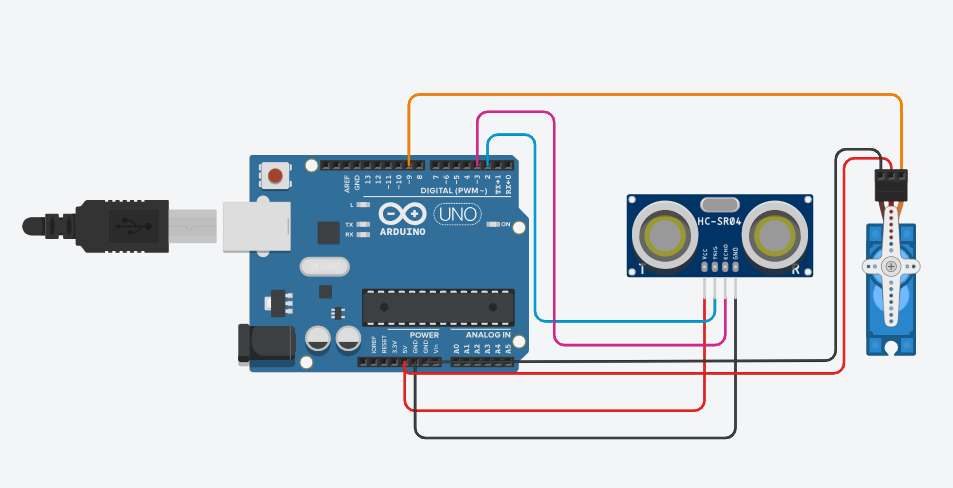 AREF
GND
13
12
~11
~10
~9
8
7
~6
~5
4
~3
2
TX→1
RX←0
DIGITAL (PWM~)
L
TX
RX
UNO
ON
ARDUINO
HC-SR04
VCC
TRIG
ECHO
GND
T
R
POWER
ANALOG IN
IOREF
RESET
3.3V
5V
GND
GND
Vin
A0
A1
A2
A3
A4
A5